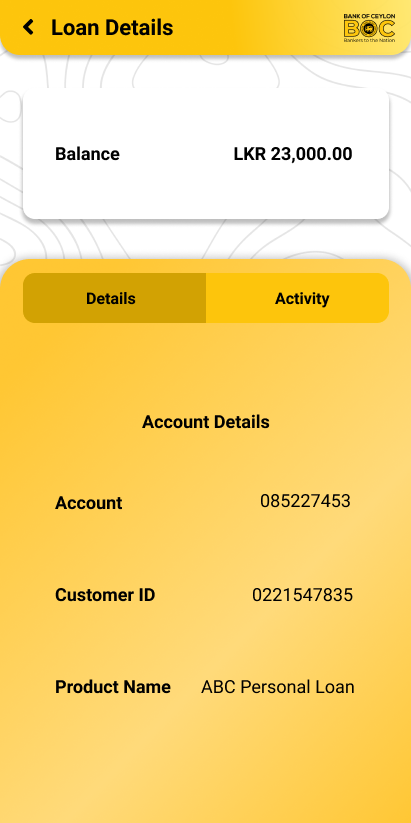 Loan Details
BANK OF CEYLON
BOC
Bankers to the Nation
Balance LKR 23,000.00
Details Activity
Account Details
Account 085227453
Customer ID 0221547835
Product Name ABC Personal Loan